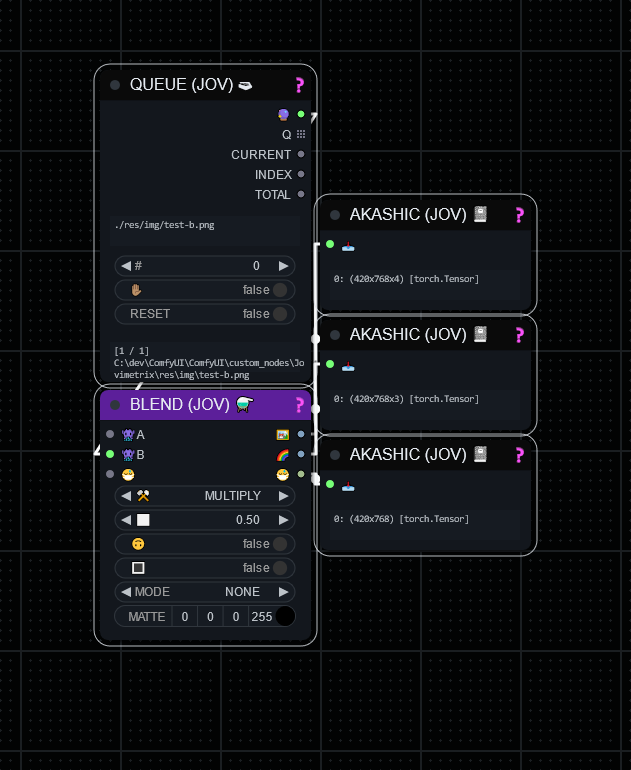 QUEUE (JOV) ?
Q
CURRENT
INDEX
TOTAL
./res/img/test-b.png
# 0
false
RESET false
[1 / 1]
C:\dev\ComfyUI\ComfyUI\custom_nodes\Jo
vimetrix\res\img\test-b.png
BLEND (JOV) ?
A
B
MULTIPLY
0.50
false
false
MODE NONE
MATTE 0 0 0 255
AKASHIC (JOV) ?
0: (420x768x4) [torch.Tensor]
AKASHIC (JOV) ?
0: (420x768x3) [torch.Tensor]
AKASHIC (JOV) ?
0: (420x768) [torch.Tensor]